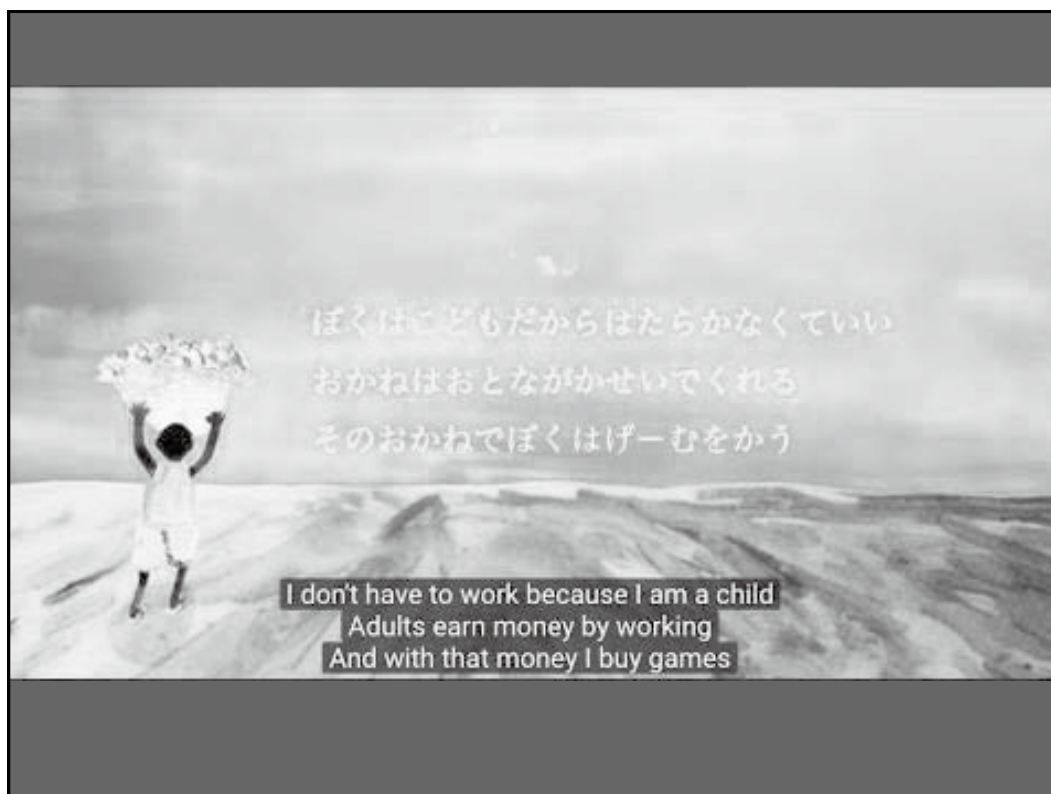 ぼくはこどもだからはたらかなくていい
おかねはおとながかせいでくれる
そのおかねでぼくはげーむをかう
I don't have to work because I am a child
Adults earn money by working
And with that money I buy games